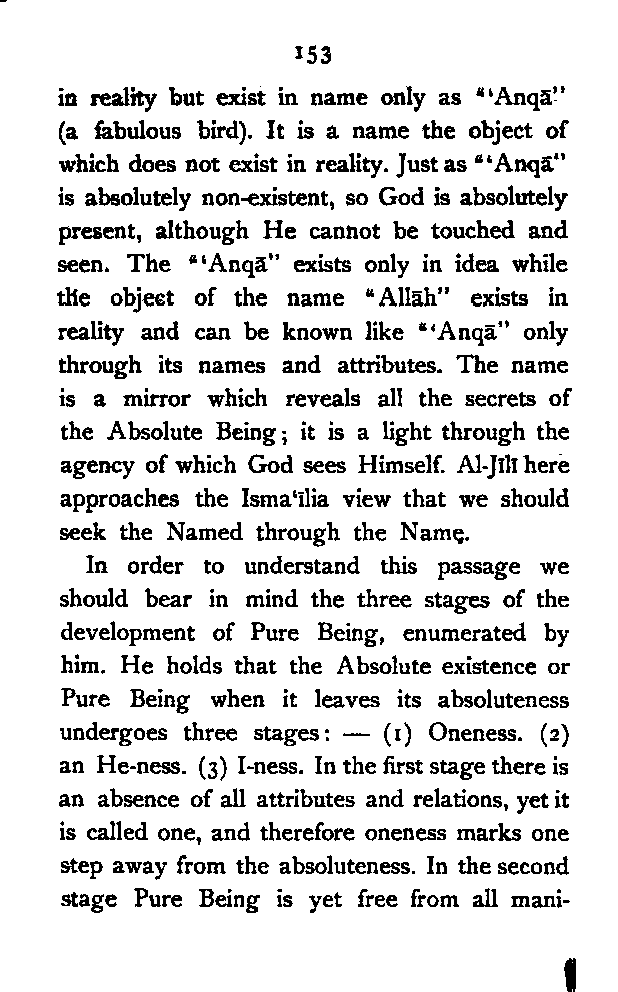 153
in reality but exist in name only as "‘Anqā"
(a fabulous bird). It is a name the object of
which does not exist in reality. Just as "‘Anqā"
is absolutely non-existent, so God is absolutely
present, although He cannot be touched and
seen. The "‘Anqā" exists only in idea while
the object of the name "Allāh" exists in
reality and can be known like "‘Anqā" only
through its names and attributes. The name
is a mirror which reveals all the secrets of
the Absolute Being; it is a light through the
agency of which God sees Himself. Al-Jīlī here
approaches the Isma‘īlia view that we should
seek the Named through the Name.
In order to understand this passage we
should bear in mind the three stages of the
development of Pure Being, enumerated by
him. He holds that the Absolute existence or
Pure Being when it leaves its absoluteness
undergoes three stages: — (1) Oneness. (2)
an He-ness. (3) I-ness. In the first stage there is
an absence of all attributes and relations, yet it
is called one, and therefore oneness marks one
step away from the absoluteness. In the second
stage Pure Being is yet free from all mani-